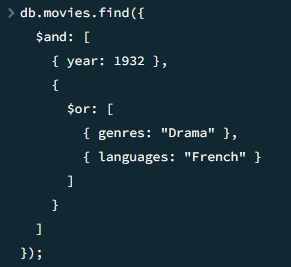 > db.movies.find({
$and: [
{ year: 1932 },
{
$or: [
{ genres: "Drama" },
{ languages: "French" }
]
}
]
});